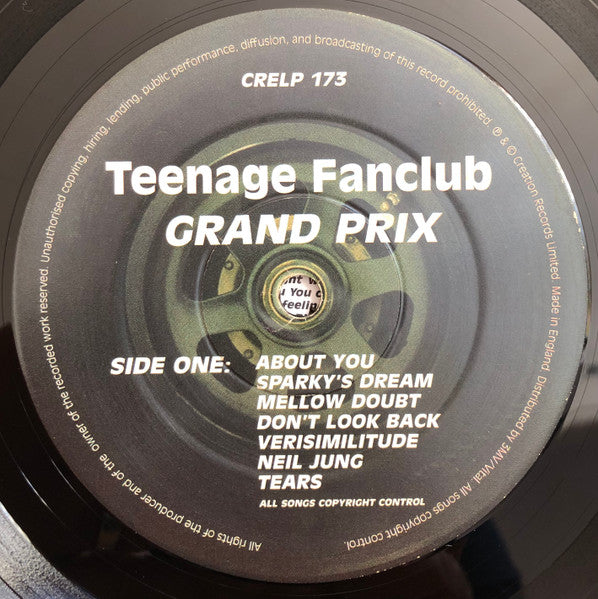 CRELP 173
Teenage Fanclub
GRAND PRIX
SIDE ONE:
ABOUT YOU
SPARKY'S DREAM
MELLOW DOUBT
DON'T LOOK BACK
VERISIMILITUDE
NEIL JUNG
TEARS
ALL SONGS COPYRIGHT CONTROL
All rights of the producer and of the owner of the recorded work reserved. Unauthorised copying, hiring, lending, public performance, diffusion, and broadcasting of this record prohibited. ℗ & © Creation Records Limited. Made in England. Distributed by 3MV/Vital. All songs copyright control.
You
feelin